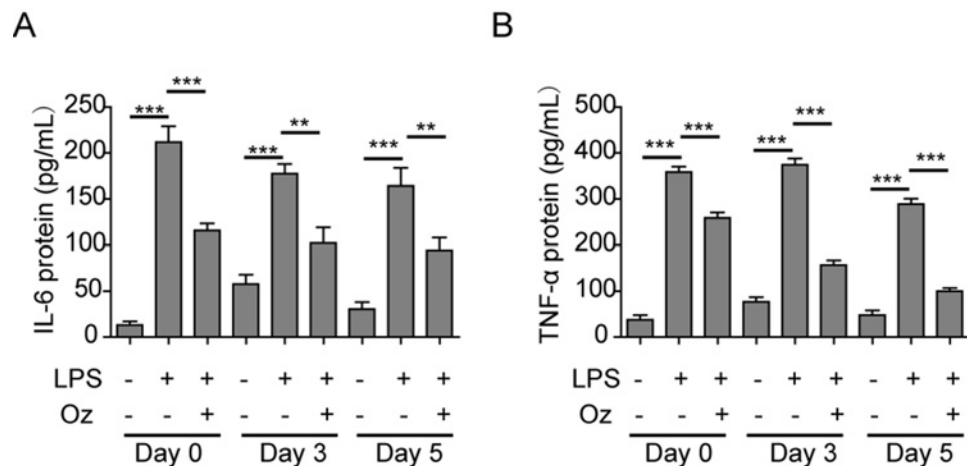 A
B
IL-6 protein (pg/mL)
250
200
150
100
50
0
*** *** *** ** *** **
LPS - + + - + + - + +
Oz - - + - - + - - +
Day 0 Day 3 Day 5
TNF-α protein (pg/mL)
500
400
300
200
100
0
*** *** *** *** *** ***
LPS - + + - + + - + +
Oz - - + - - + - - +
Day 0 Day 3 Day 5